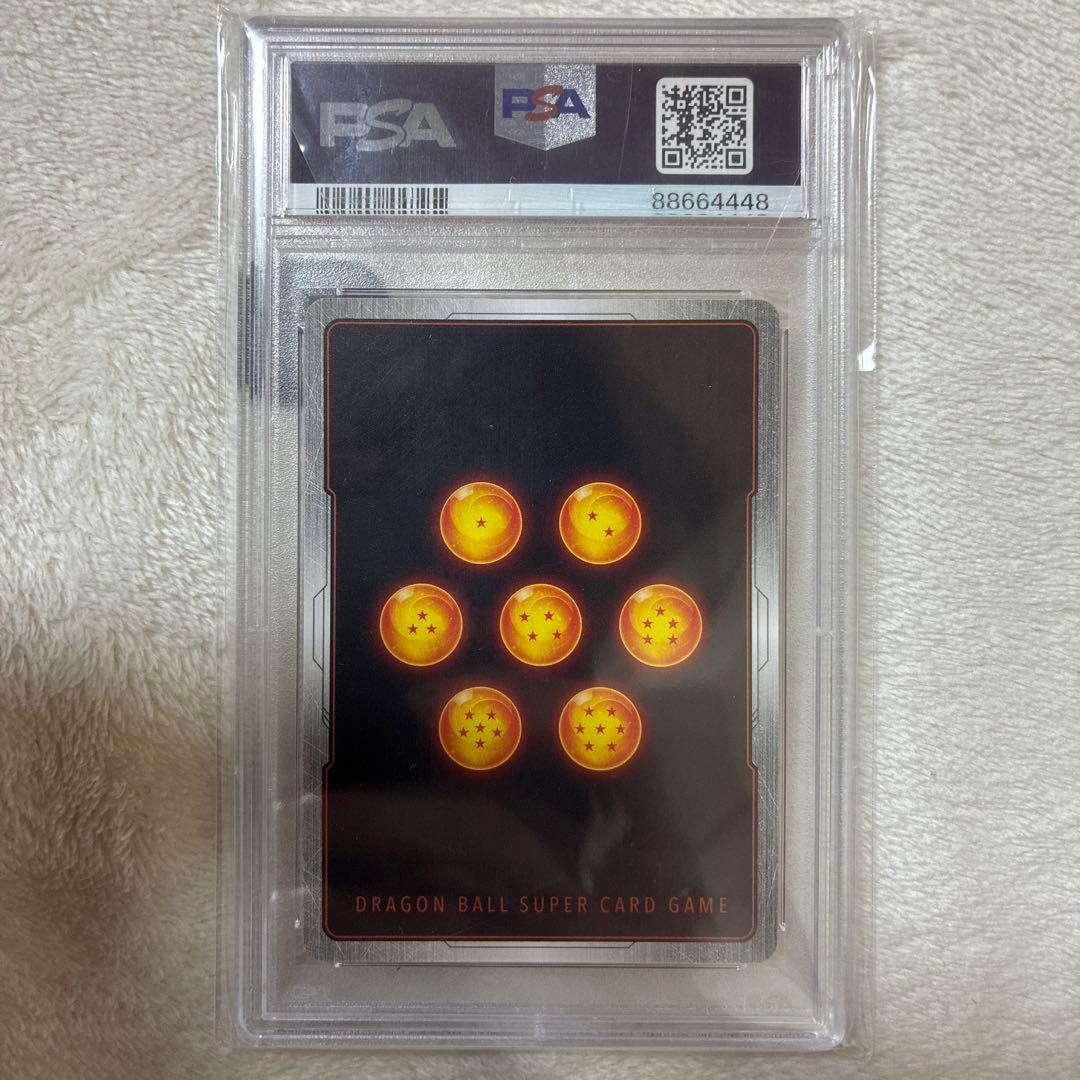 PSA
PSA
88664448
DRAGON BALL SUPER CARD GAME